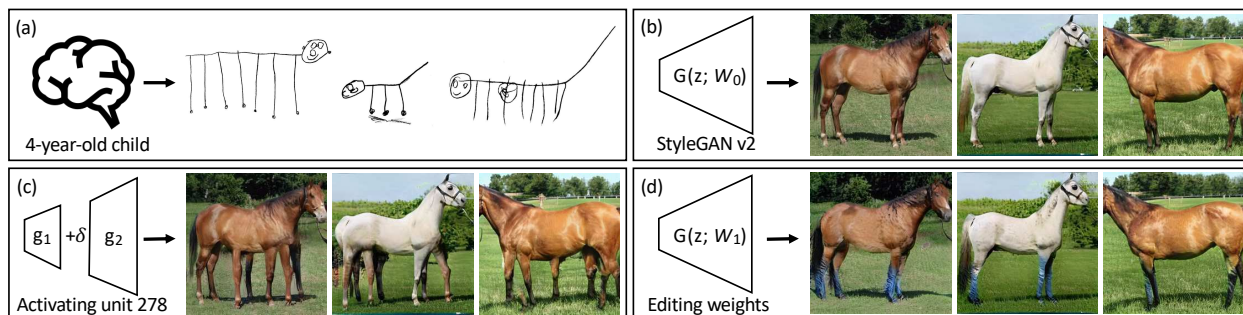 (a)
4-year-old child
(b)
G(z; W₀)
StyleGAN v2
(c)
g₁ +δ g₂
Activating unit 278
(d)
G(z; W₁)
Editing weights